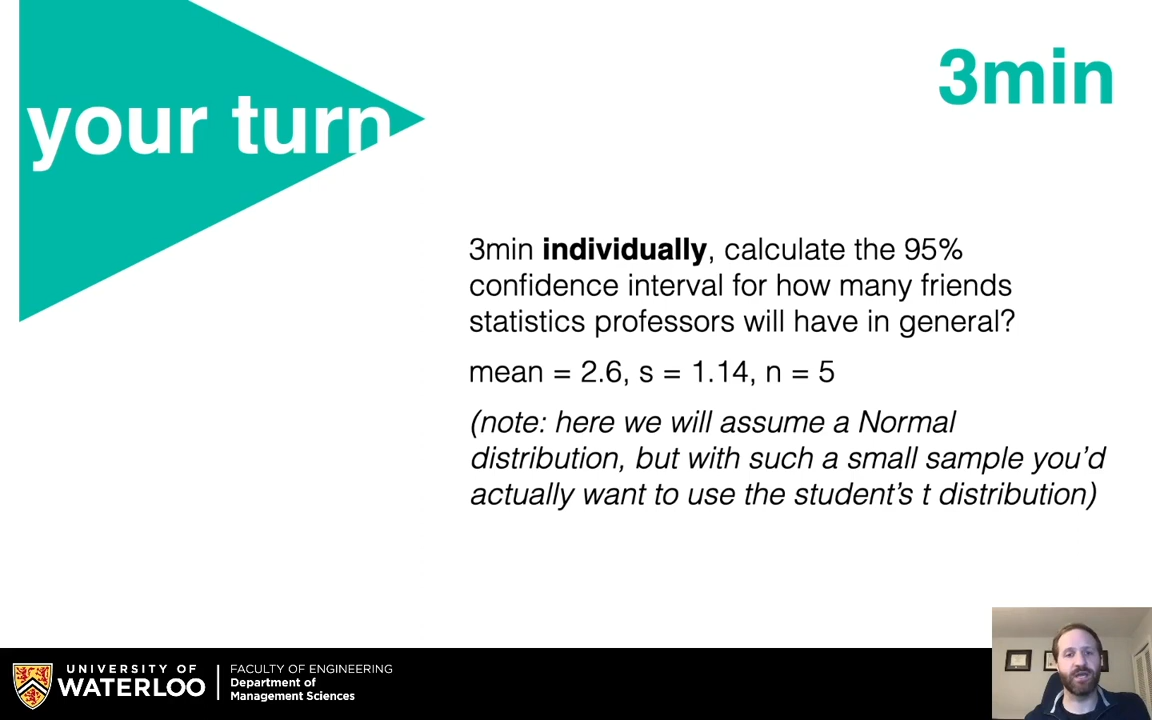 your turn
3min
3min individually, calculate the 95%
confidence interval for how many friends
statistics professors will have in general?
mean = 2.6, s = 1.14, n = 5
(note: here we will assume a Normal
distribution, but with such a small sample you’d
actually want to use the student’s t distribution)
UNIVERSITY OF
WATERLOO
FACULTY OF ENGINEERING
Department of
Management Sciences